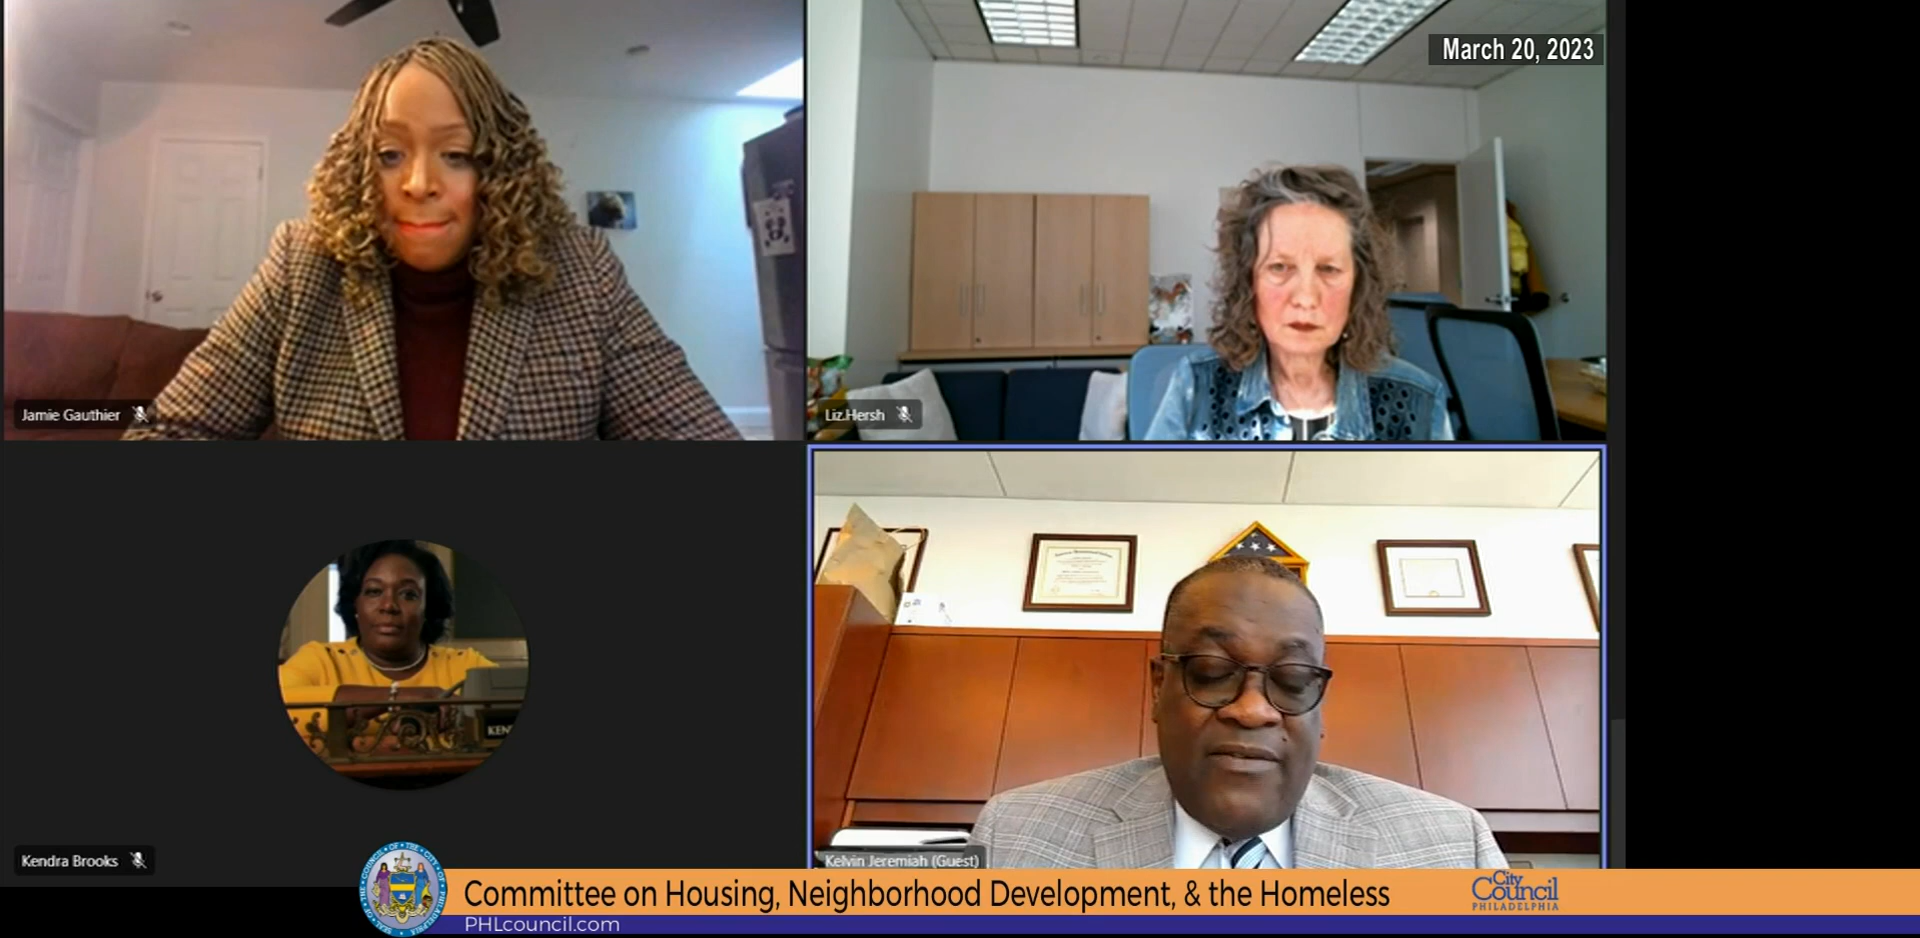 March 20, 2023
Jamie Gauthier
Liz.Hersh
KEN
Kendra Brooks
Kelvin Jeremiah (Guest)
Committee on Housing, Neighborhood Development, & the Homeless
City
Council
PHILADELPHIA
PHLcouncil.com